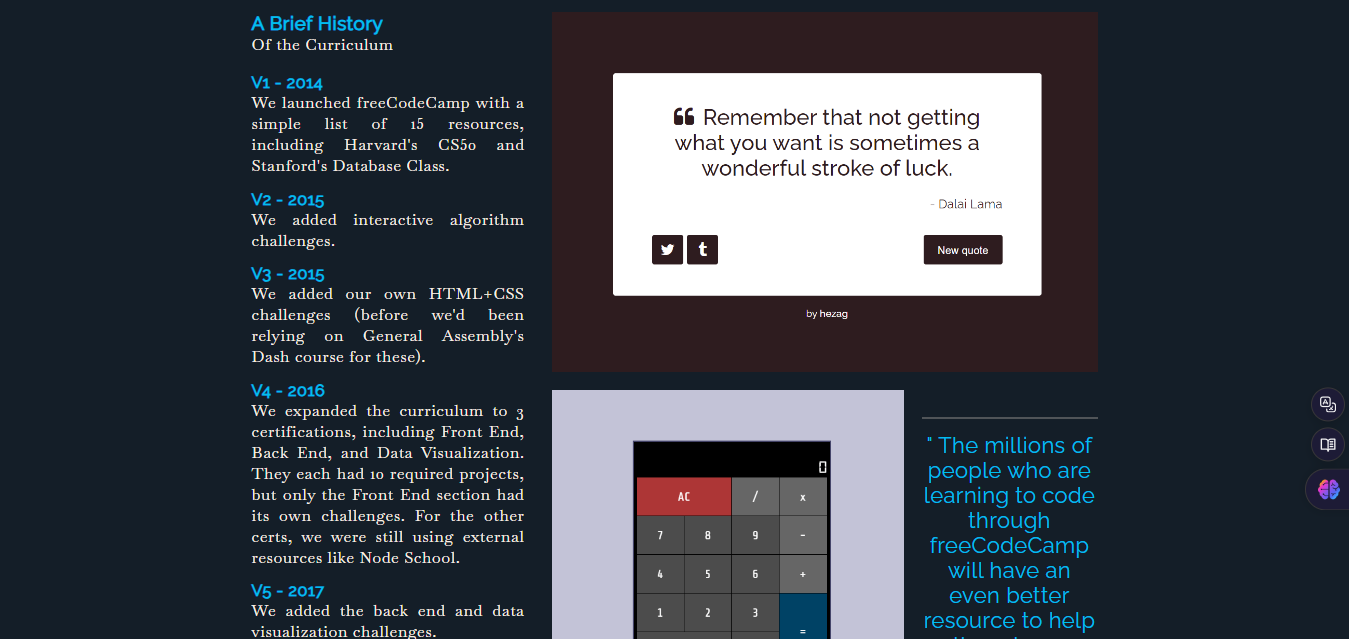 A Brief History
Of the Curriculum
V1 - 2014
We launched freeCodeCamp with a
simple list of 15 resources,
including Harvard's CS50 and
Stanford's Database Class.
V2 - 2015
We added interactive algorithm
challenges.
V3 - 2015
We added our own HTML+CSS
challenges (before we'd been
relying on General Assembly's
Dash course for these).
V4 - 2016
We expanded the curriculum to 3
certifications, including Front End,
Back End, and Data Visualization.
They each had 10 required projects,
but only the Front End section had
its own challenges. For the other
certs, we were still using external
resources like Node School.
V5 - 2017
We added the back end and data
visualization challenges.
❝ Remember that not getting
what you want is sometimes a
wonderful stroke of luck.
- Dalai Lama
New quote
by hezag
0
AC / x
7 8 9 -
4 5 6 +
1 2 3
=
" The millions of
people who are
learning to code
through
freeCodeCamp
will have an
even better
resource to help